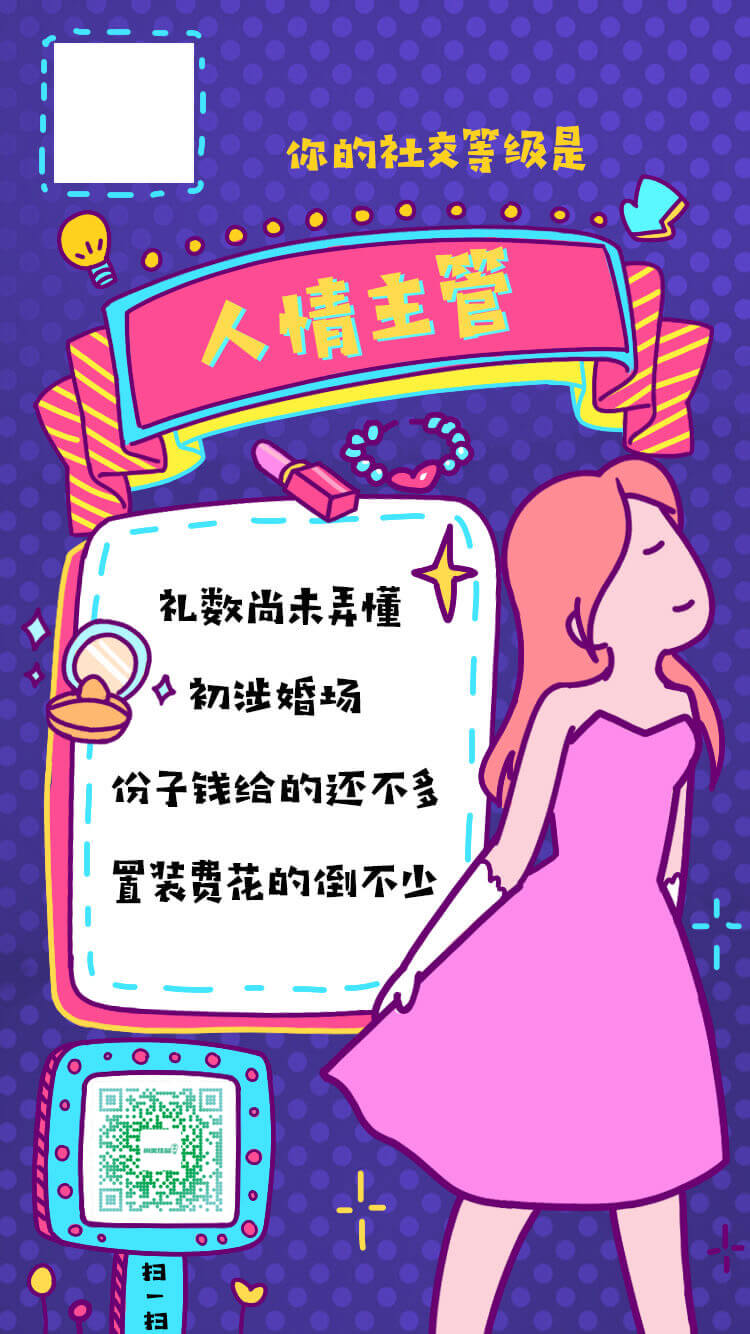 你的社交等级是
人情主管
礼数尚未弄懂
初涉婚场
份子钱给的还不多
置装费花的倒不少
扫一扫